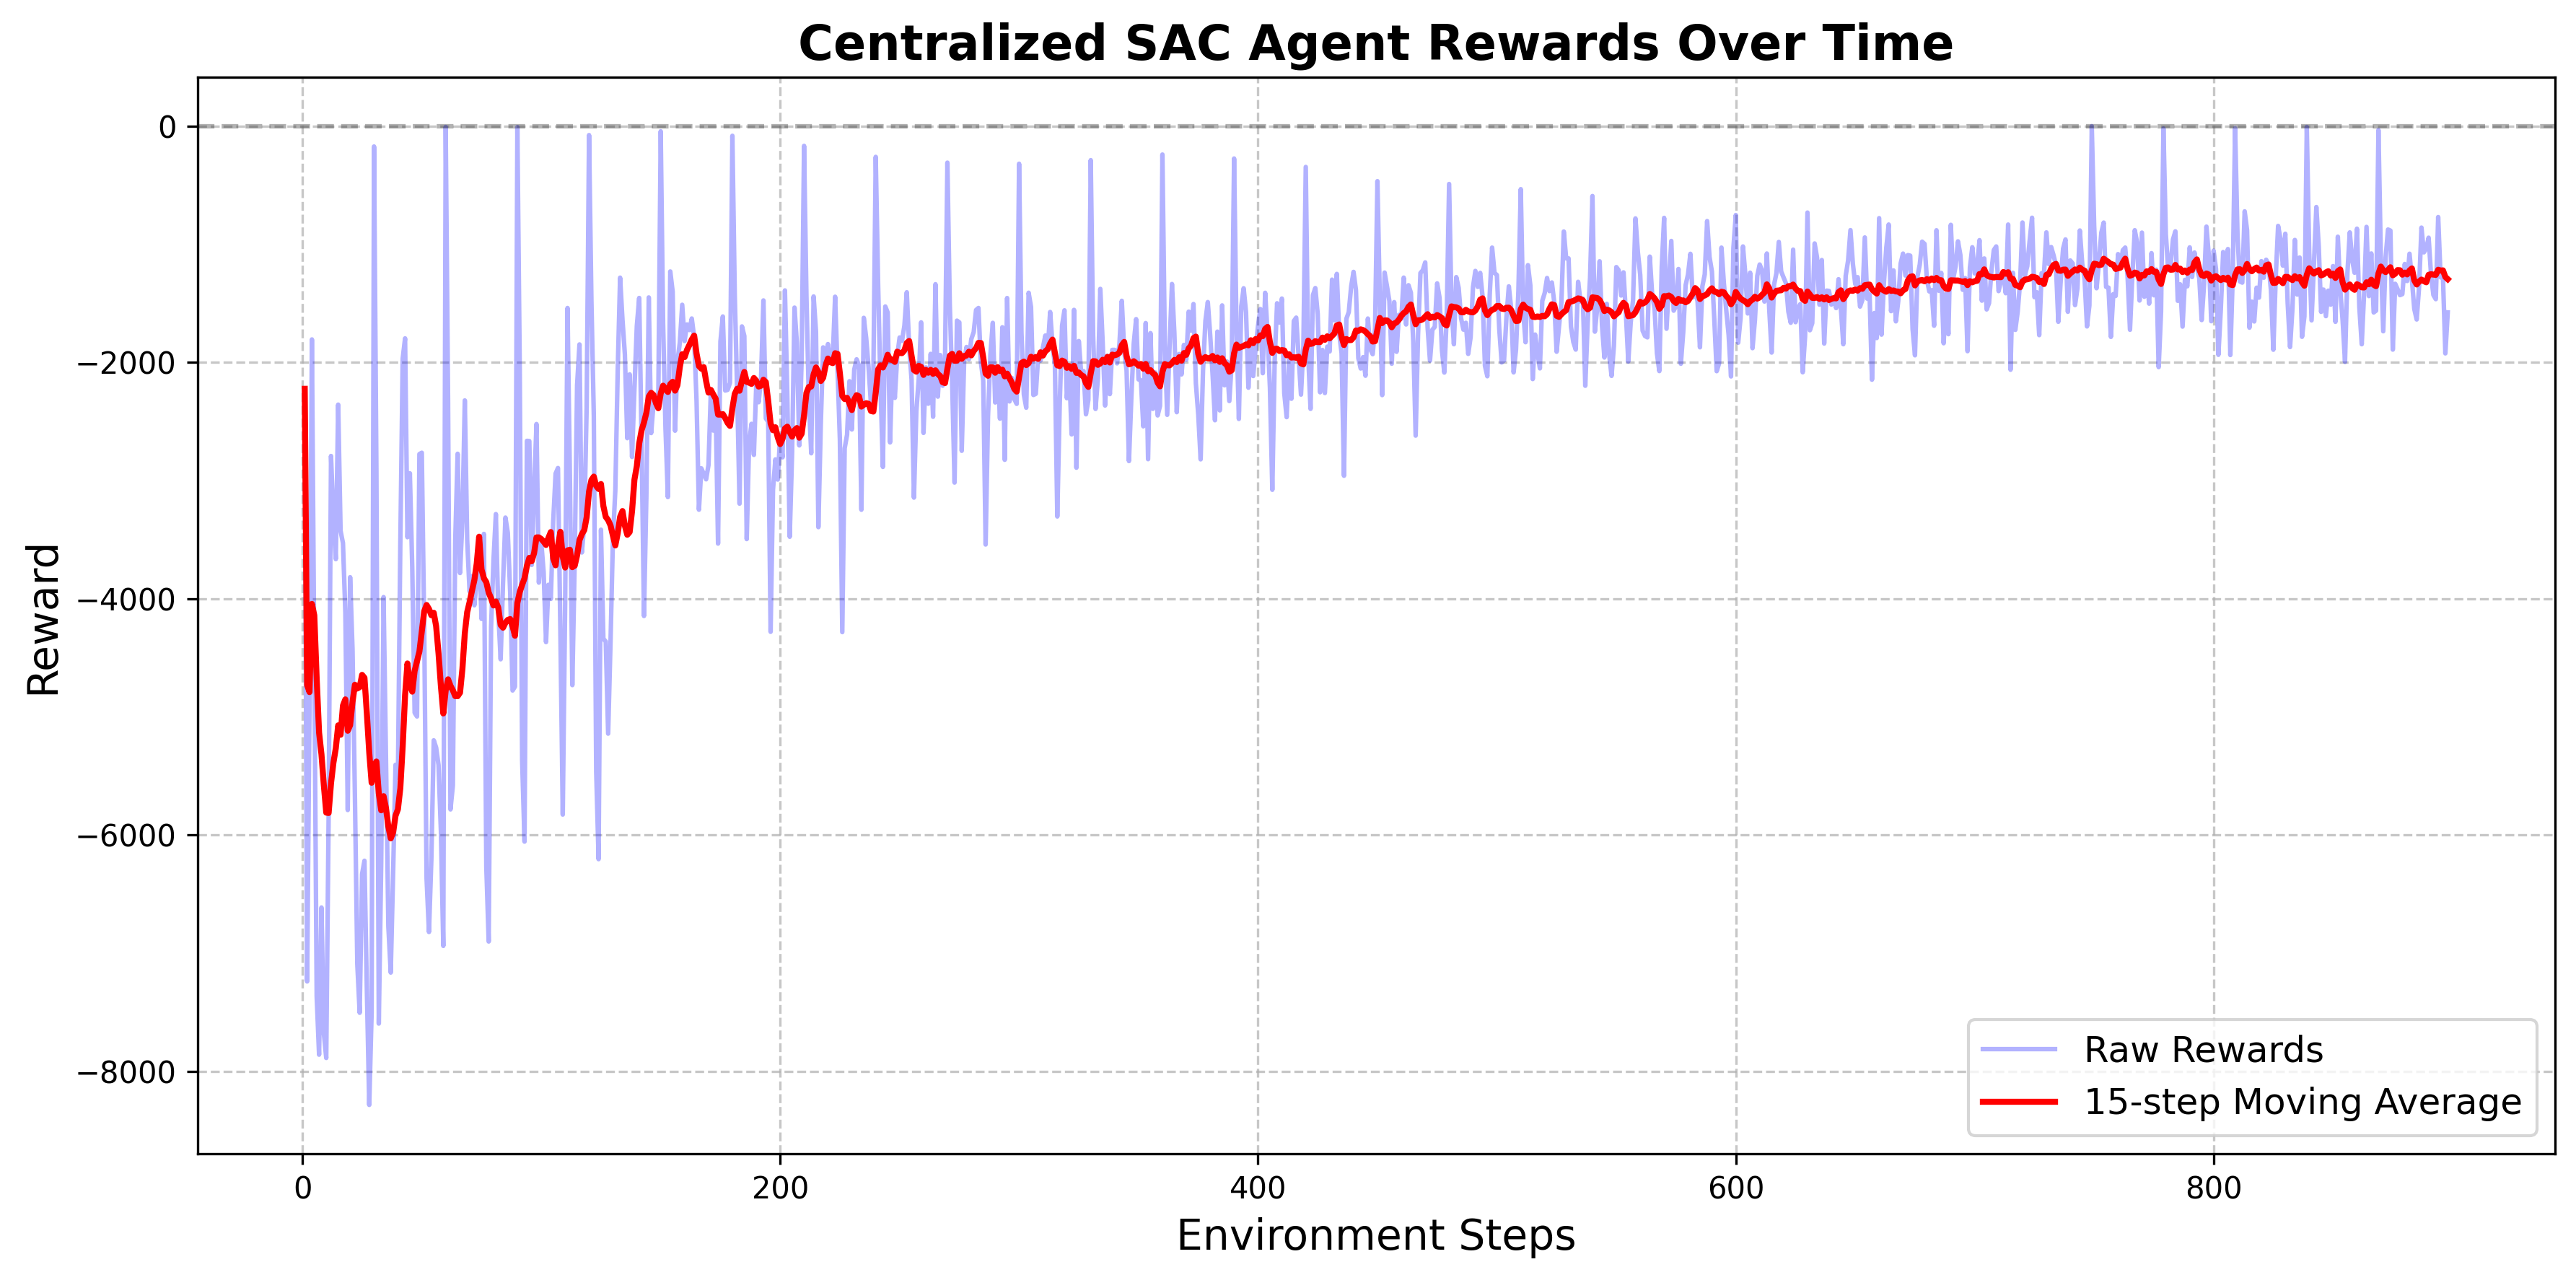 Centralized SAC Agent Rewards Over Time
0
−2000
−4000
−6000
−8000
Reward
0 200 400 600 800
Environment Steps
Raw Rewards
15-step Moving Average